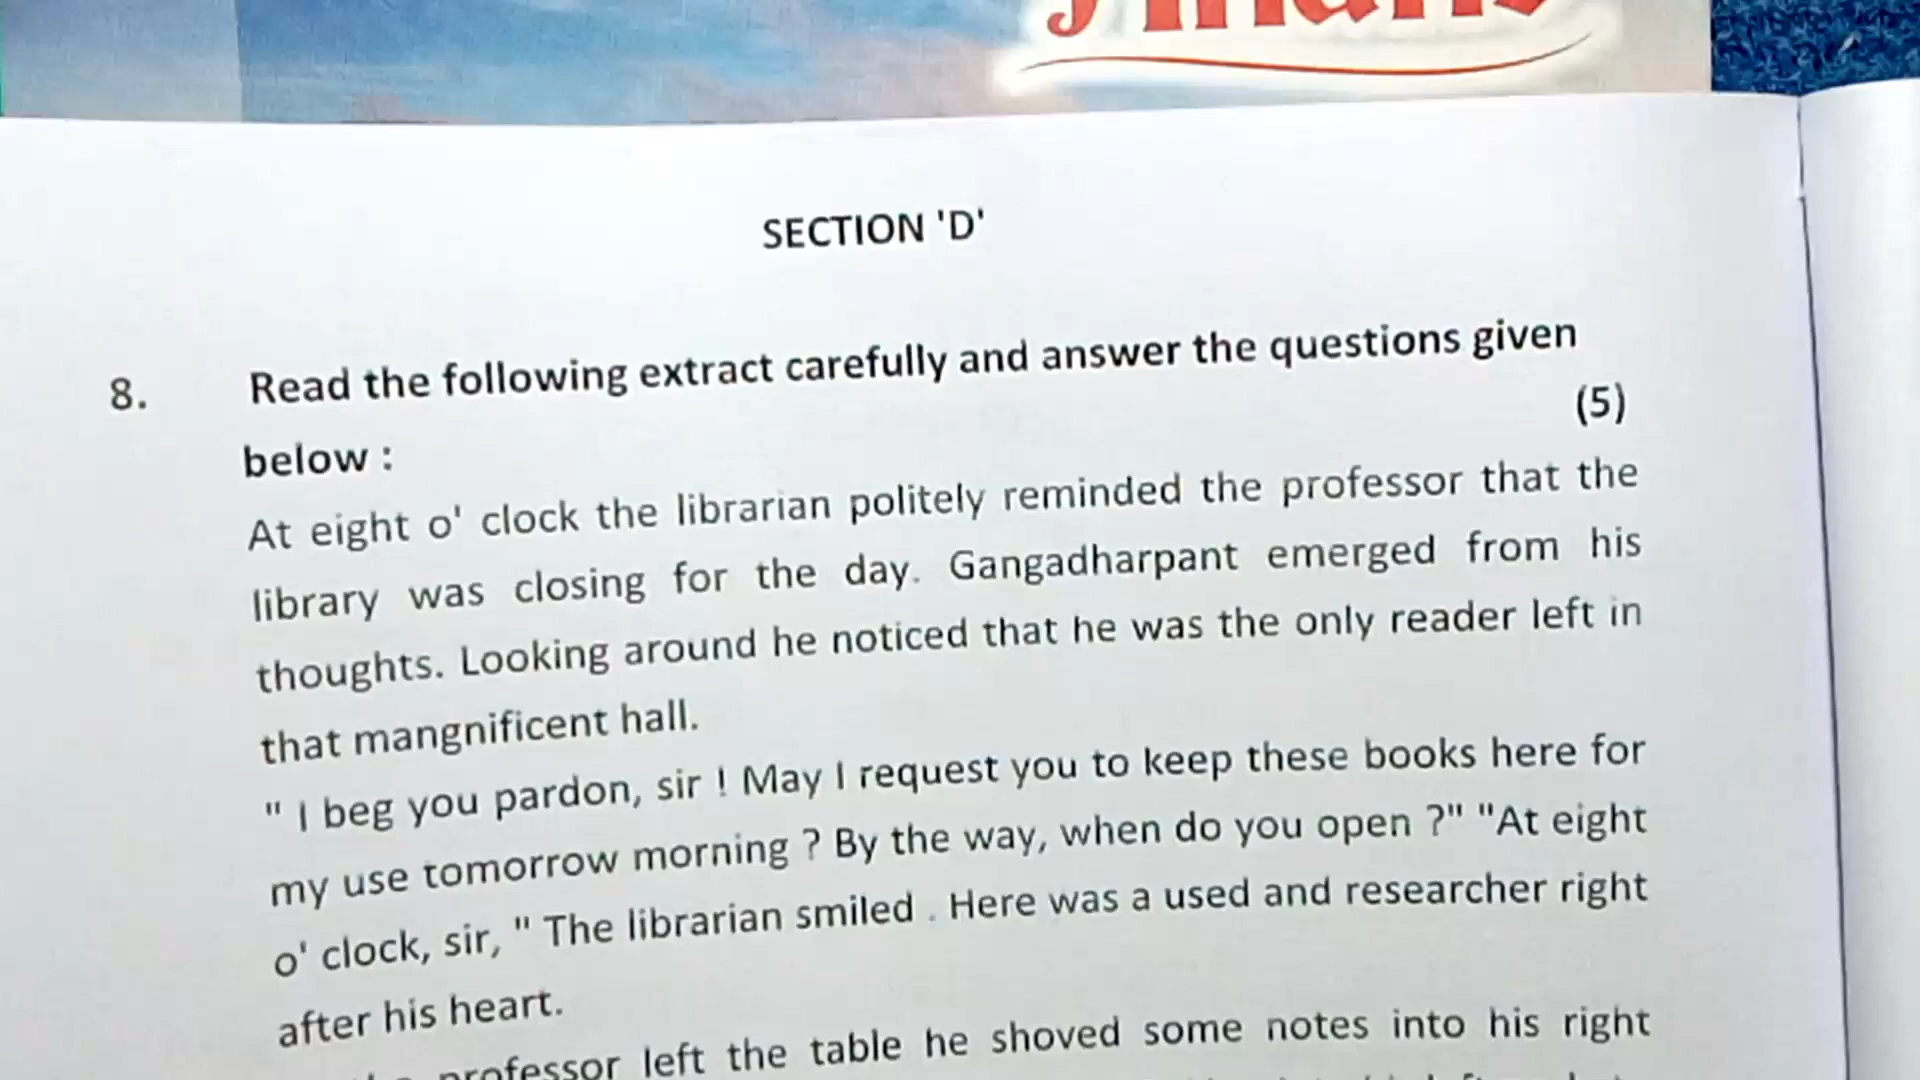 SECTION 'D'
8. Read the following extract carefully and answer the questions given
below : (5)
At eight o' clock the librarian politely reminded the professor that the
library was closing for the day. Gangadharpant emerged from his
thoughts. Looking around he noticed that he was the only reader left in
that mangnificent hall.
" I beg you pardon, sir ! May I request you to keep these books here for
my use tomorrow morning ? By the way, when do you open ?" "At eight
o' clock, sir, " The librarian smiled . Here was a used and researcher right
after his heart.
professor left the table he shoved some notes into his right